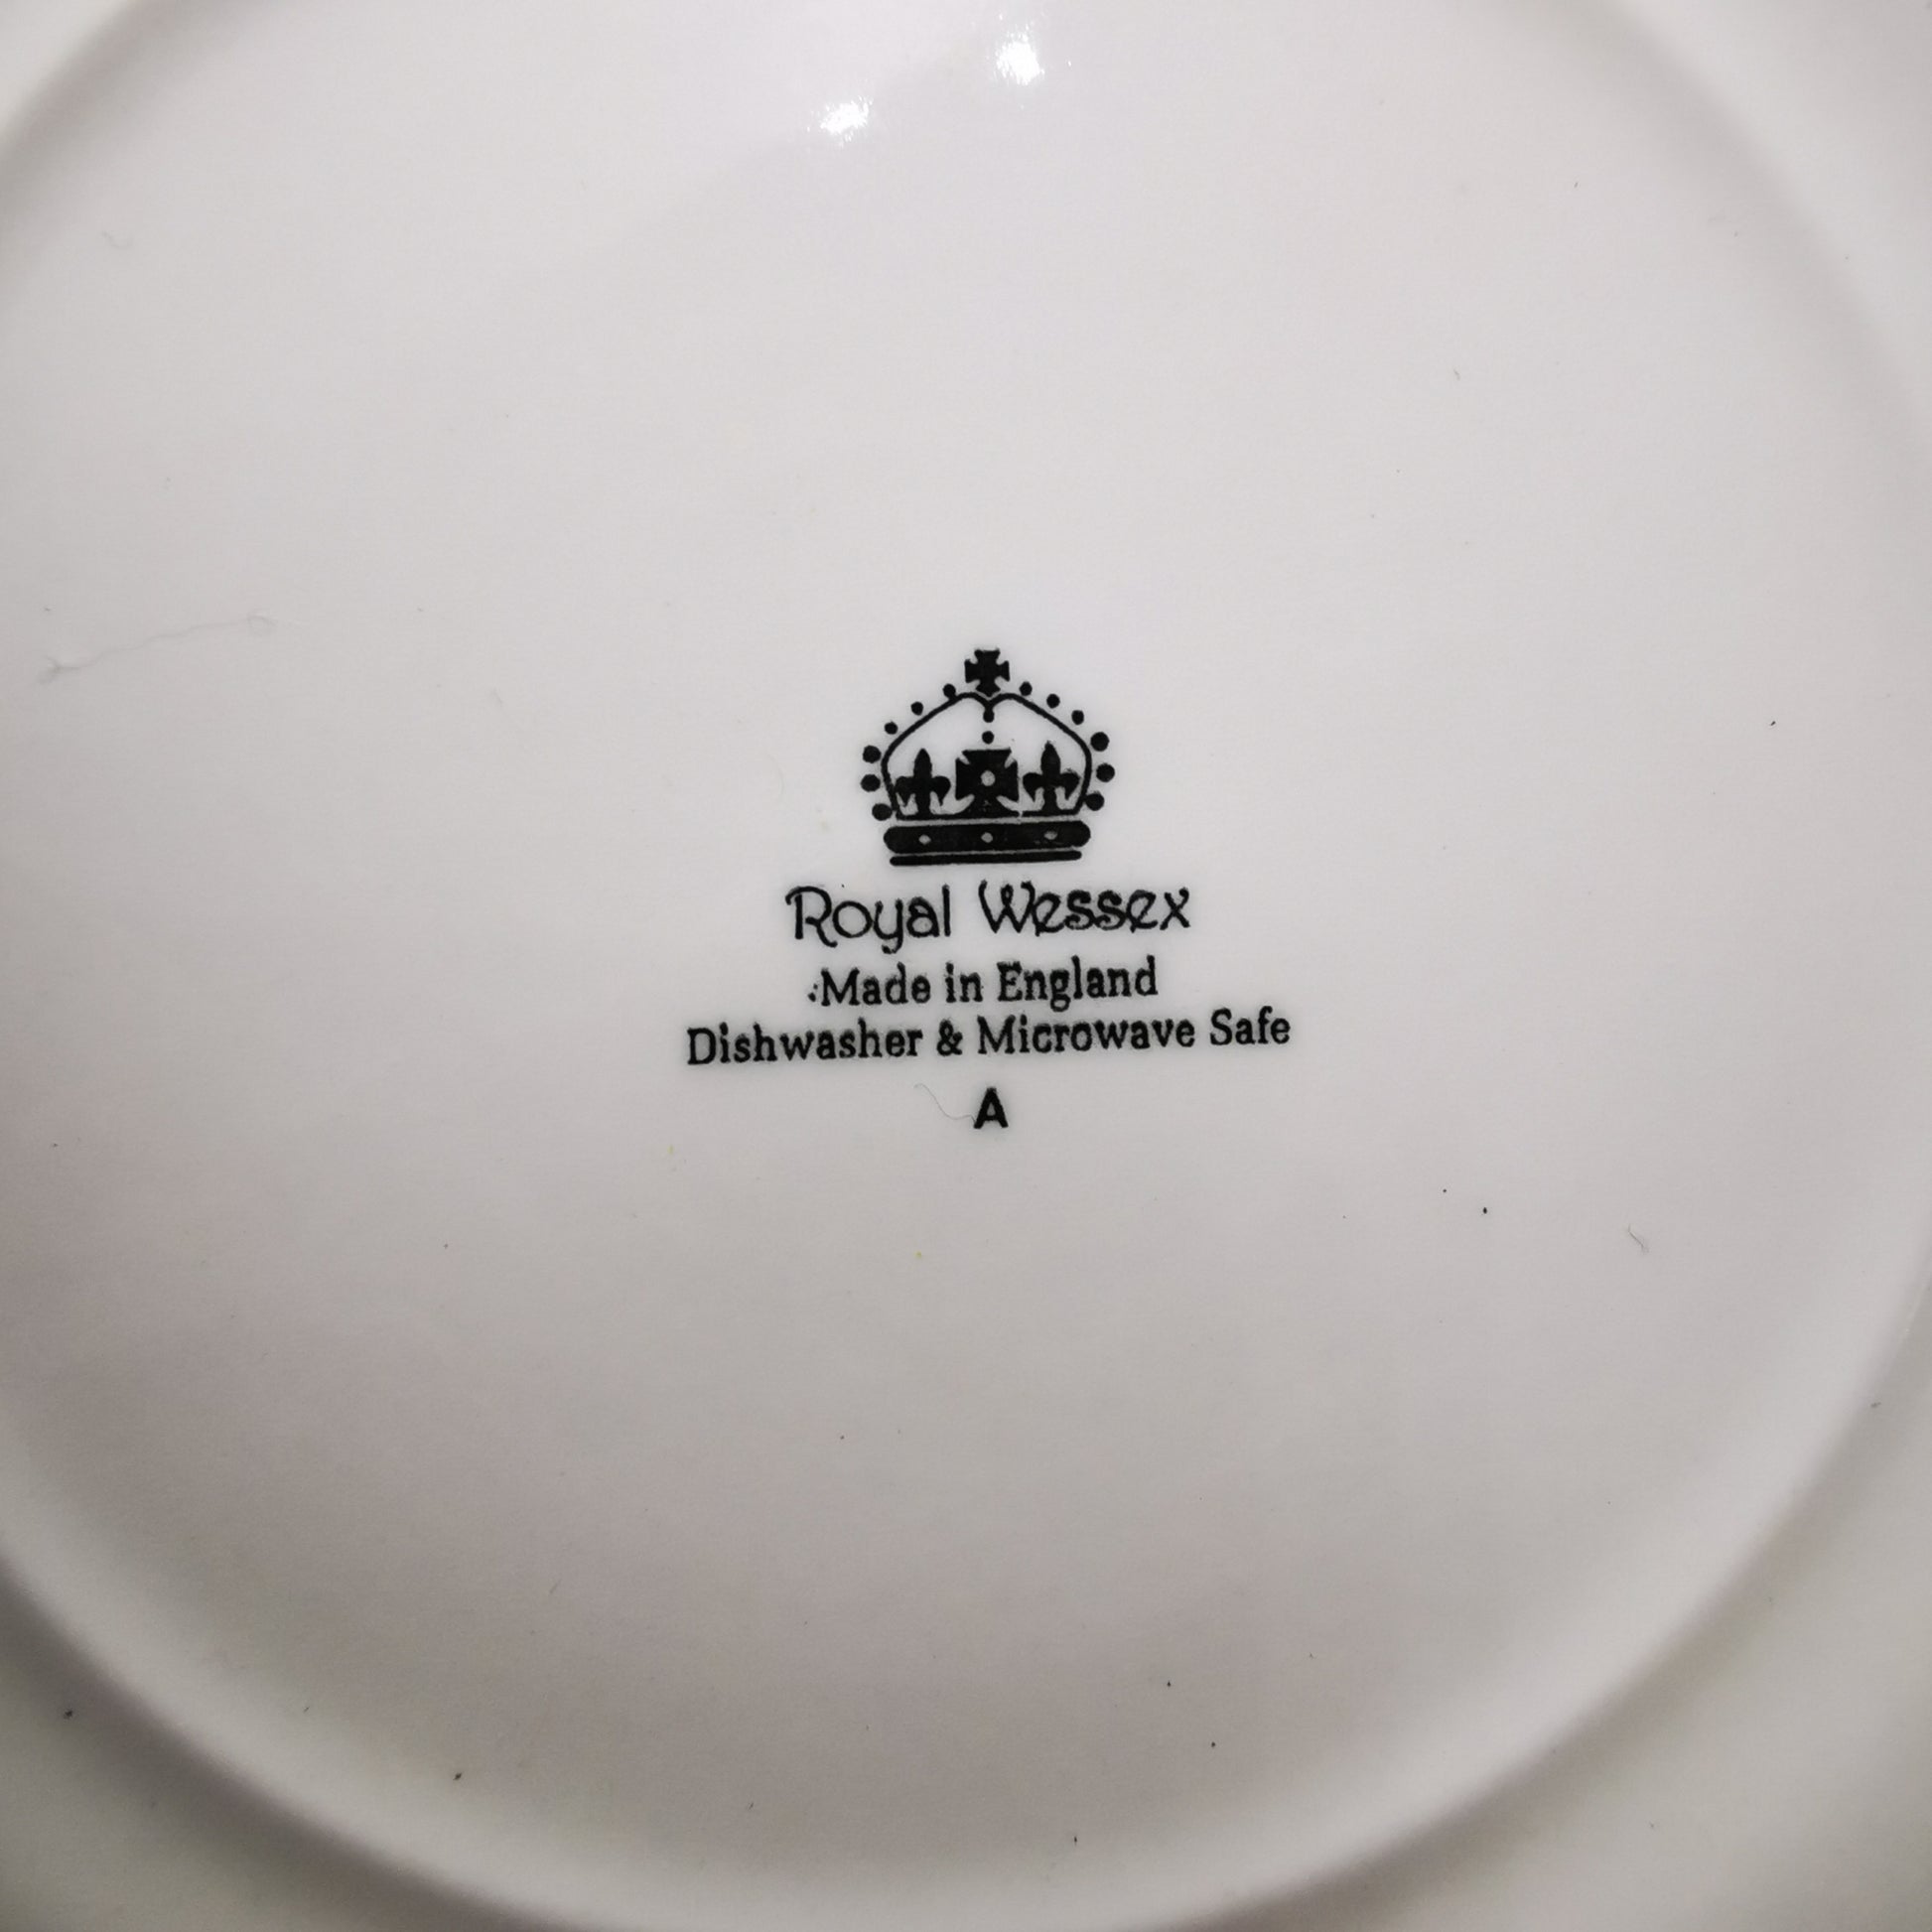 Royal Wessex
Made in England
Dishwasher & Microwave Safe
A